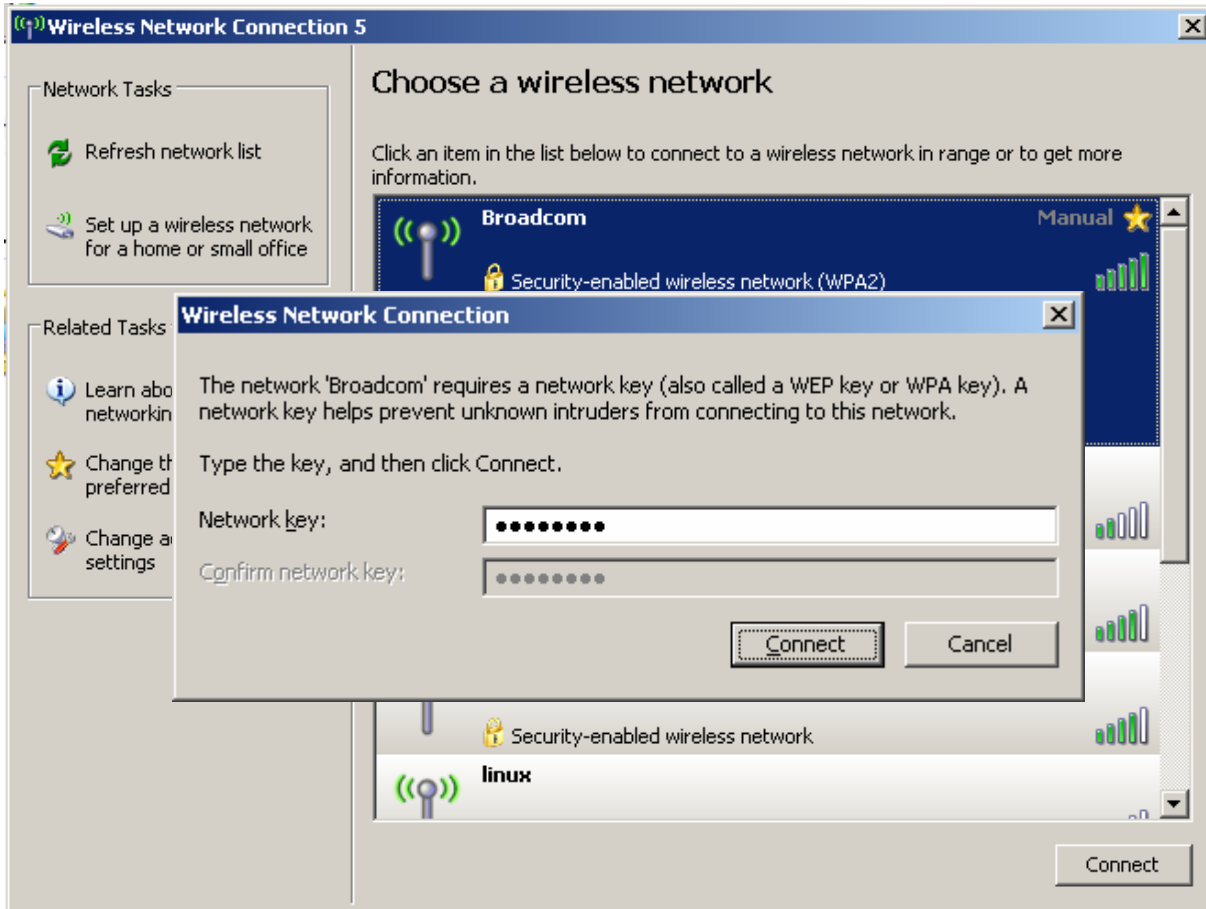 Wireless Network Connection 5
Network Tasks
Refresh network list
Set up a wireless network
for a home or small office
Related Tasks
Learn
networkin
Change
preferred
Change
settings
Choose a wireless network
Click an item in the list below to connect to a wireless network in range or to get more
information.
Broadcom
Manual
Security-enabled wireless network (WPA2)
Wireless Network Connection
The network 'Broadcom' requires a network key (also called a WEP key or WPA key). A
network key helps prevent unknown intruders from connecting to this network.
Type the key, and then click Connect.
Network key:
Confirm network key:
Connect
Cancel
Security-enabled wireless network
linux
Connect